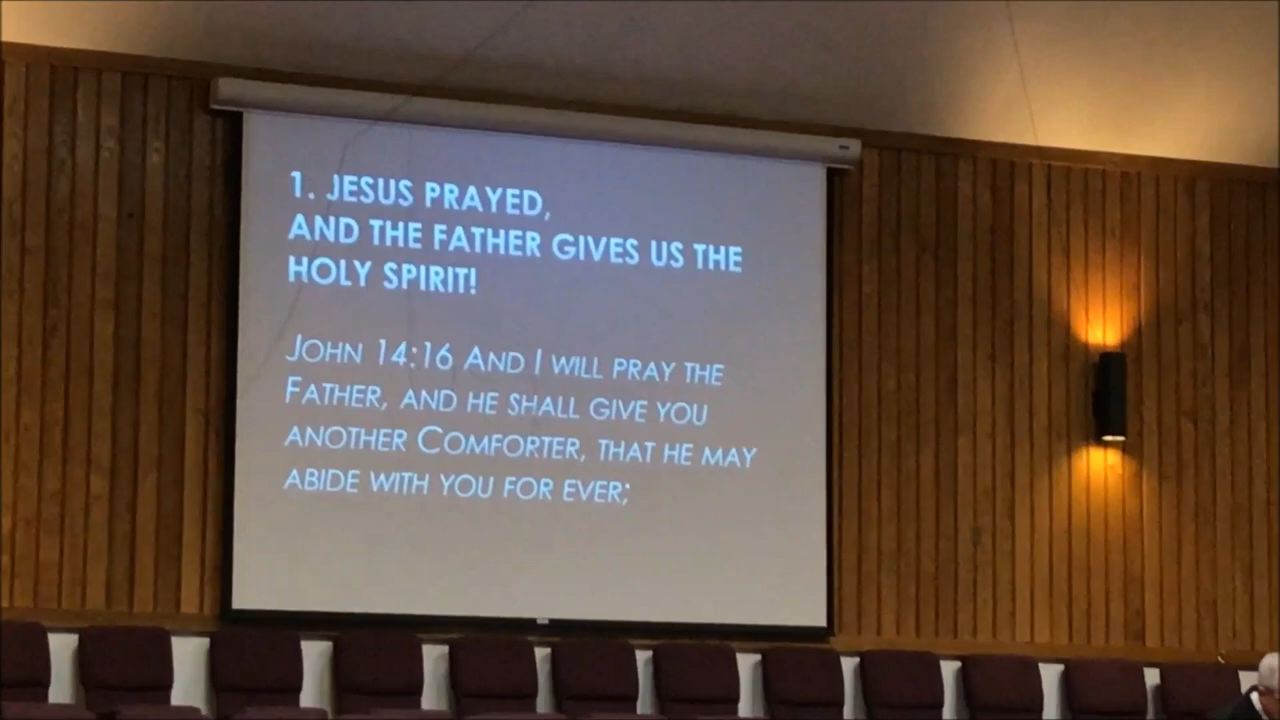 1. JESUS PRAYED,
AND THE FATHER GIVES US THE
HOLY SPIRIT!
JOHN 14:16 AND I WILL PRAY THE
FATHER, AND HE SHALL GIVE YOU
ANOTHER COMFORTER, THAT HE MAY
ABIDE WITH YOU FOR EVER;